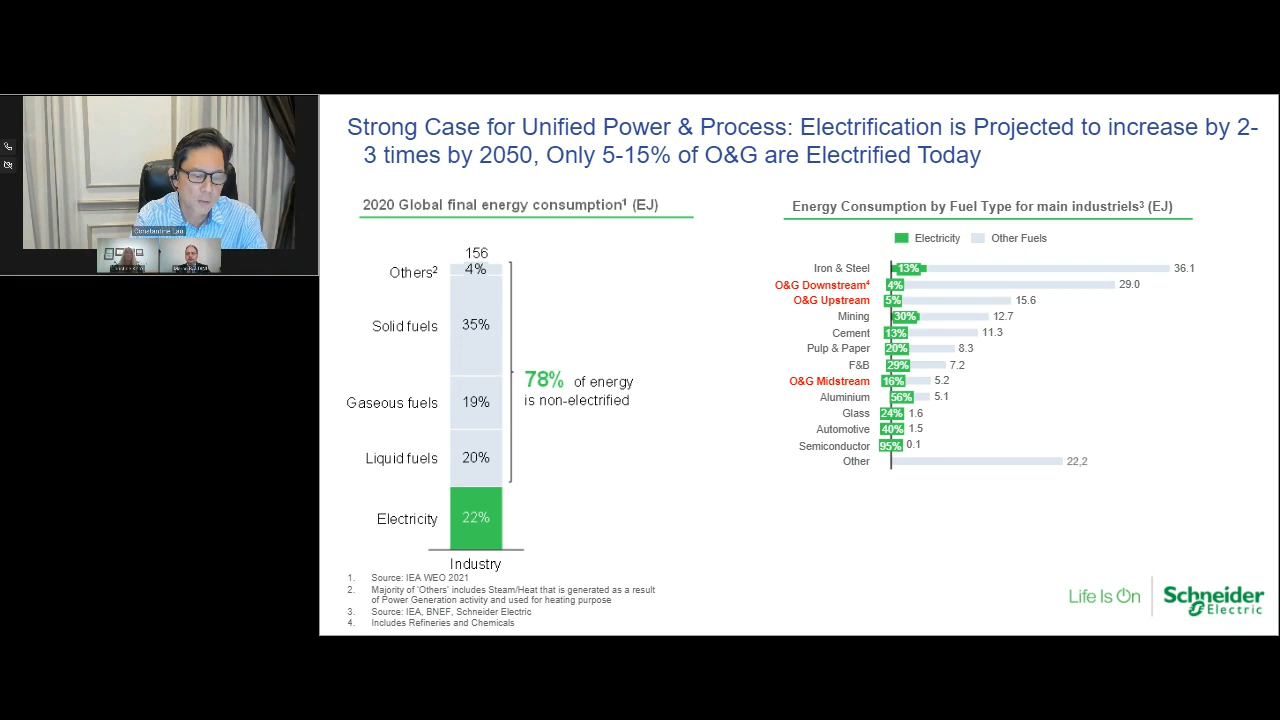 Strong Case for Unified Power & Process: Electrification is Projected to increase by 2-
3 times by 2050, Only 5-15% of O&G are Electrified Today
Constantine Lau
2020 Global final energy consumption¹ (EJ)
156
Others² 4%
Solid fuels 35%
Gaseous fuels 19%
Liquid fuels 20%
Electricity 22%
Industry
78% of energy
is non-electrified
Energy Consumption by Fuel Type for main industriels³ (EJ)
Electricity Other Fuels
Iron & Steel 13% 36.1
O&G Downstream⁴ 4% 29.0
O&G Upstream 5% 15.6
Mining 30% 12.7
Cement 13% 11.3
Pulp & Paper 20% 8.3
F&B 29% 7.2
O&G Midstream 16% 5.2
Aluminium 56% 5.1
Glass 24% 1.6
Automotive 40% 1.5
Semiconductor 95% 0.1
Other 22,2
1. Source: IEA WEO 2021
2. Majority of 'Others' includes Steam/Heat that is generated as a result
of Power Generation activity and used for heating purpose
3. Source: IEA, BNEF, Schneider Electric
4. Includes Refineries and Chemicals
Life Is On
Schneider
Electric